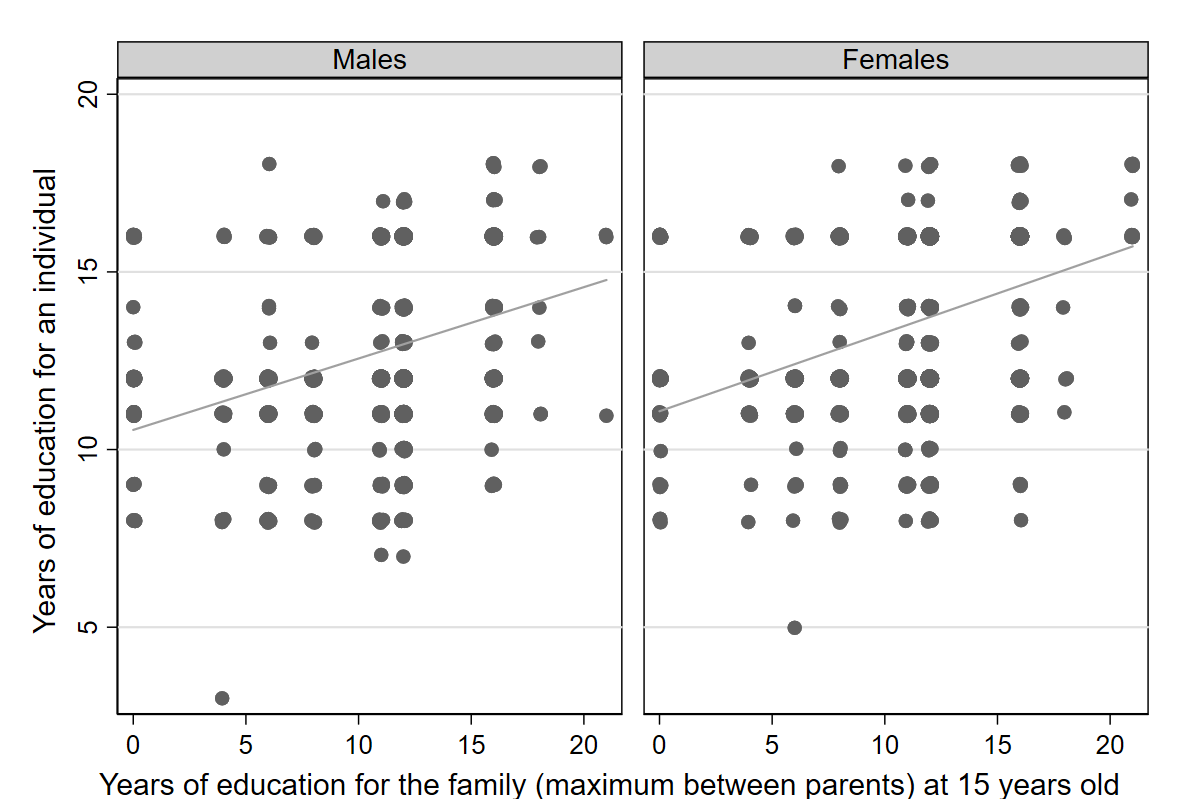 Males
Females
Years of education for an individual
20
15
10
5
0 5 10 15 20
0 5 10 15 20
Years of education for the family (maximum between parents) at 15 years old